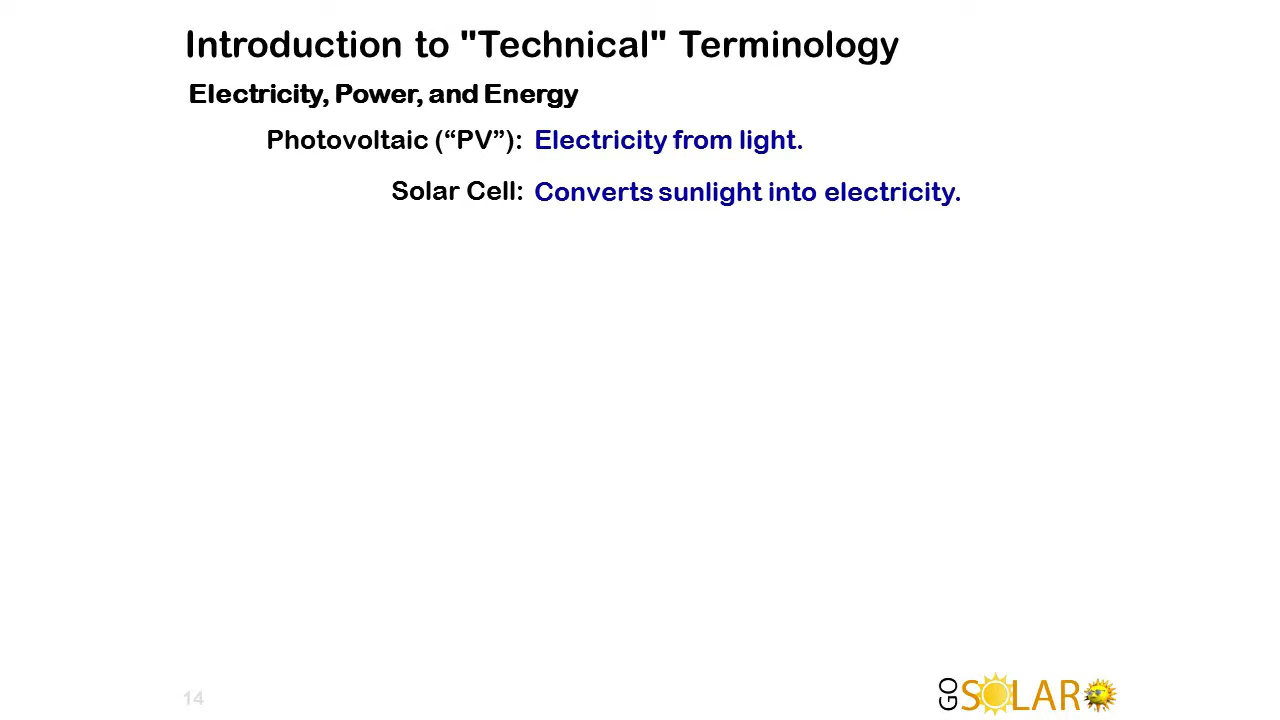 Introduction to "Technical" Terminology
Electricity, Power, and Energy
Photovoltaic (“PV”): Electricity from light.
Solar Cell: Converts sunlight into electricity.
14
GO SOLAR